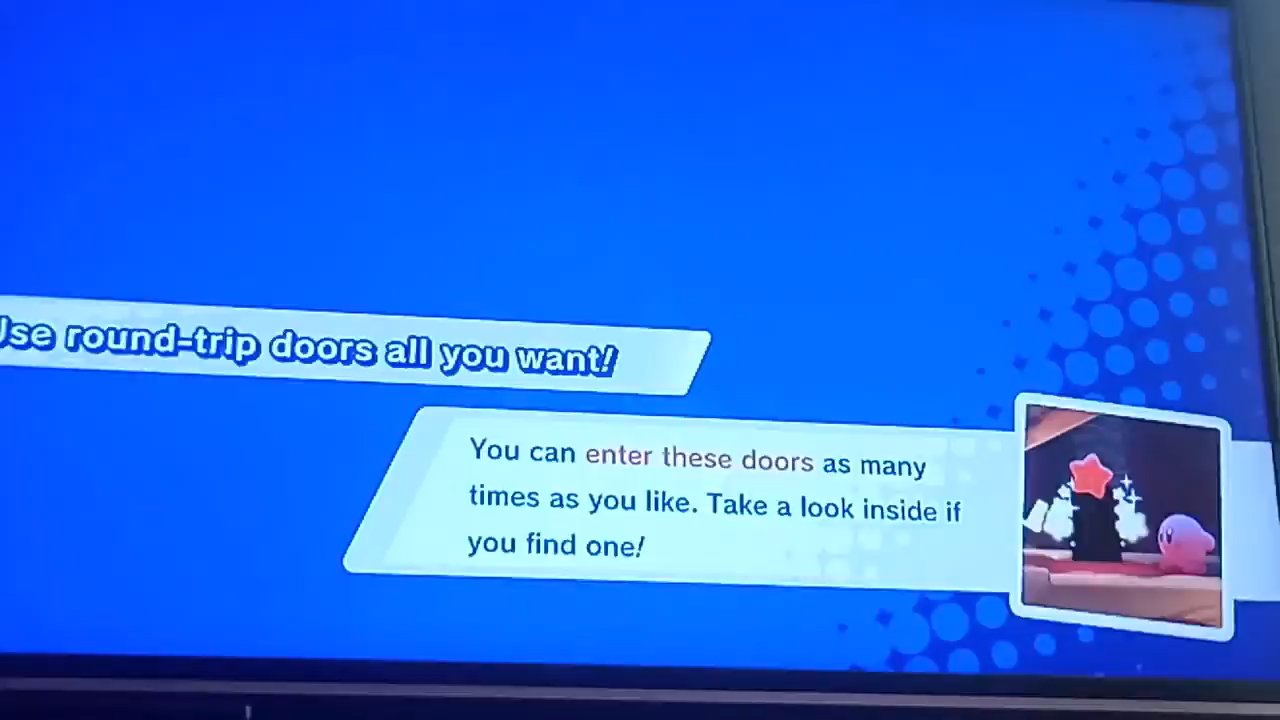 Use round-trip doors all you want!
You can enter these doors as many
times as you like. Take a look inside if
you find one!